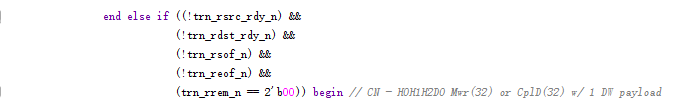 end else if ((!trn_rsrc_rdy_n) &&
(!trn_rdst_rdy_n) &&
(!trn_rsof_n) &&
(!trn_reof_n) &&
(trn_rrem_n == 2'b00)) begin // CN - H0H1H2D0 Mwr(32) or CplD(32) w/ 1 DW payload